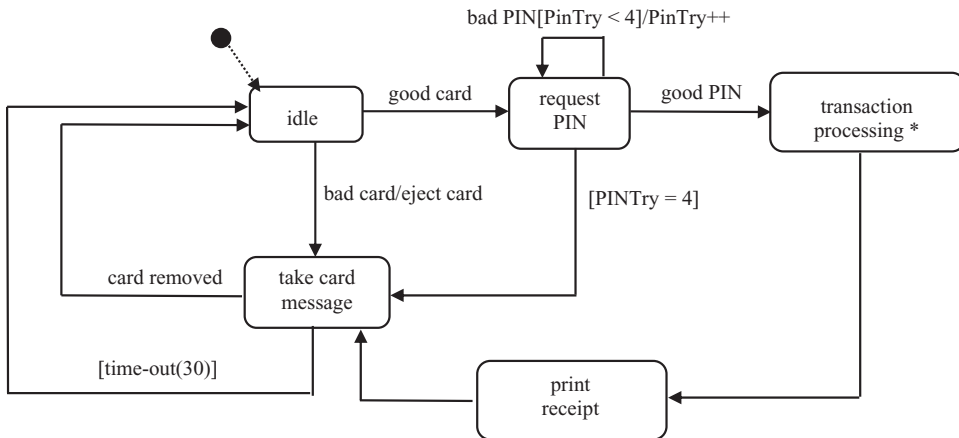 bad PIN[PinTry < 4]/PinTry++
good card
good PIN
idle
request
PIN
transaction
processing *
bad card/eject card
[PINTry = 4]
card removed
take card
message
[time-out(30)]
print
receipt